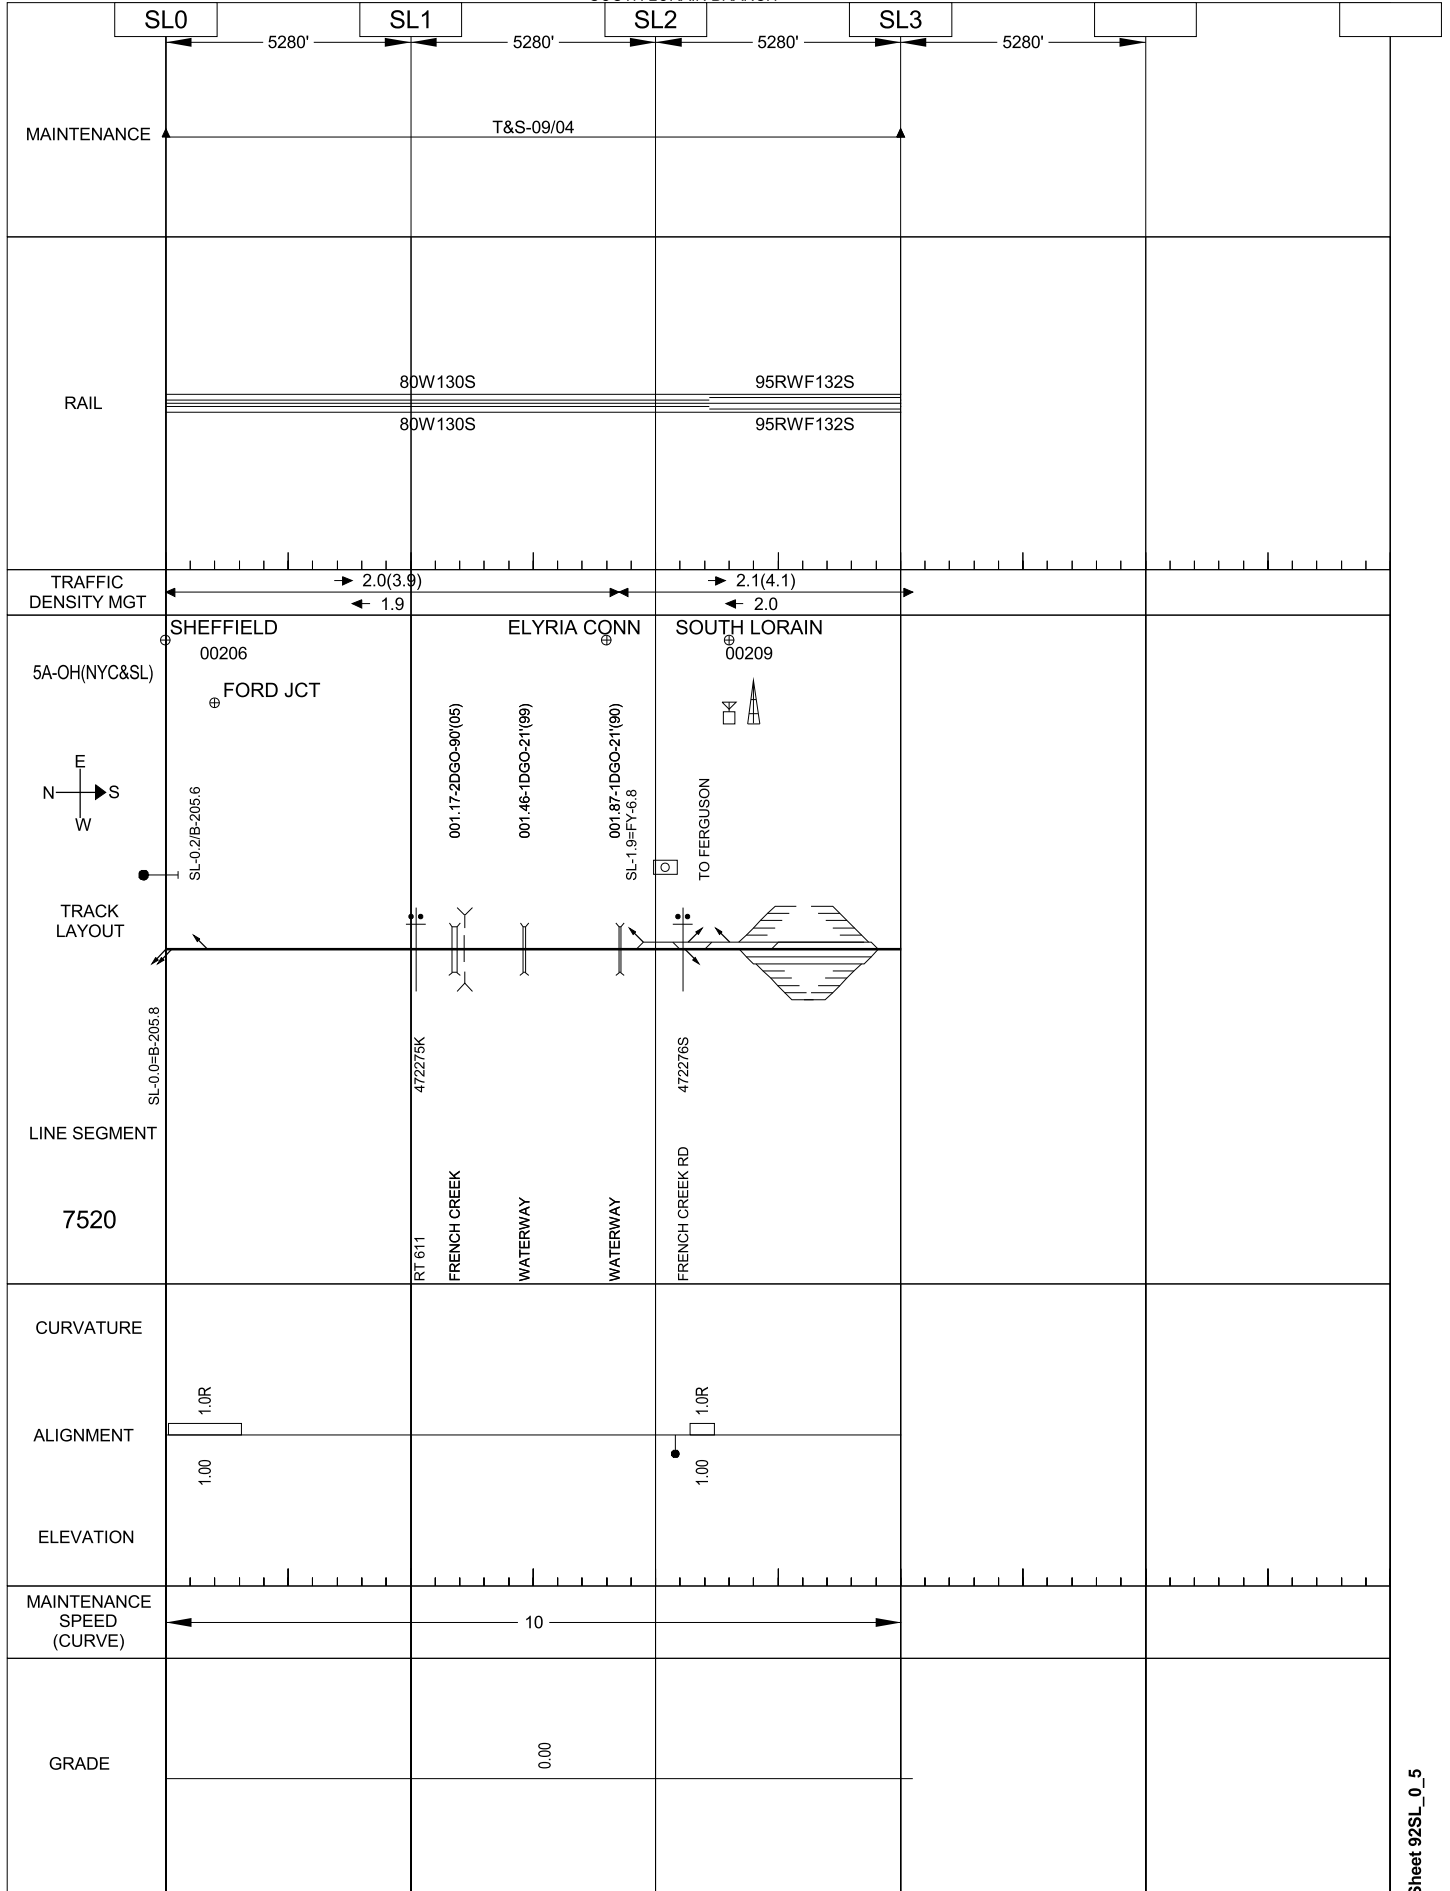 SL0 SL1 SL2 SL3
5280' 5280' 5280' 5280'
MAINTENANCE
T&S-09/04
RAIL
80W130S 95RWF132S
80W130S 95RWF132S
TRAFFIC
DENSITY MGT
2.0(3.9) 2.1(4.1)
1.9 2.0
SHEFFIELD ELYRIA CONN SOUTH LORAIN
00206 00209
5A-OH(NYC&SL)
FORD JCT
E
N S
W
SL-0.2/B-205.6
001.17-2DGO-90'(05)
001.46-1DGO-21'(99)
001.87-1DGO-21'(90)
SL-1.9=FY-6.8
TO FERGUSON
TRACK
LAYOUT
SL-0.0=B-205.8
472275K
472276S
LINE SEGMENT
7520
RT 611
FRENCH CREEK
WATERWAY
WATERWAY
FRENCH CREEK RD
CURVATURE
1.0R 1.0R
ALIGNMENT
1.00 1.00
ELEVATION
MAINTENANCE
SPEED
(CURVE)
10
GRADE
0.00
Sheet 92SL_0_5